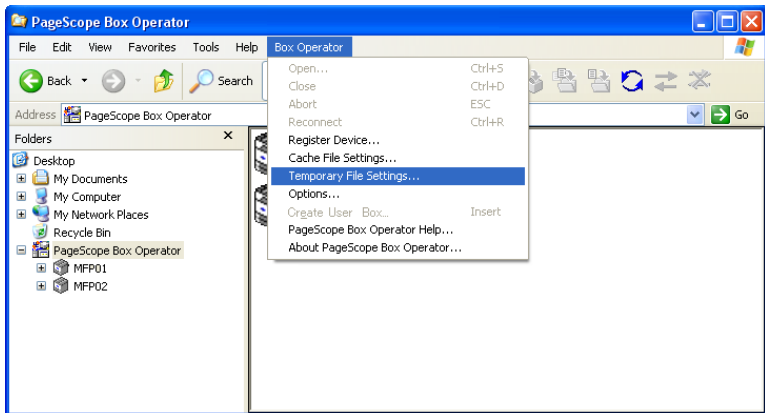 PageScope Box Operator
File Edit View Favorites Tools Help Box Operator
Back Search
Address PageScope Box Operator Go
Folders x
Desktop
My Documents
My Computer
My Network Places
Recycle Bin
PageScope Box Operator
MFP01
MFP02
Open... Ctrl+S
Close Ctrl+D
Abort ESC
Reconnect Ctrl+R
Register Device...
Cache File Settings...
Temporary File Settings...
Options...
Create User Box... Insert
PageScope Box Operator Help...
About PageScope Box Operator...